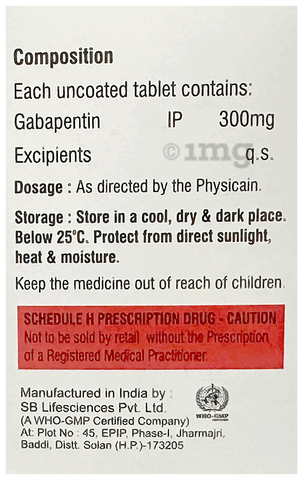 Composition
Each uncoated tablet contains:
Gabapentin IP 300mg
Excipients q.s.
©1mg
Dosage : As directed by the Physicain.
Storage : Store in a cool, dry & dark place.
Below 25°C. Protect from direct sunlight,
heat & moisture.
Keep the medicine out of reach of children.
SCHEDULE H PRESCRIPTION DRUG - CAUTION
Not to be sold by retail without the Prescription
of a Registered Medical Practitioner.
Manufactured in India by :
SB Lifesciences Pvt. Ltd.
(A WHO-GMP Certified Company)
At: Plot No : 45, EPIP, Phase-I, Jharmajri,
Baddi, Distt. Solan (H.P.)-173205
WHO-GMP